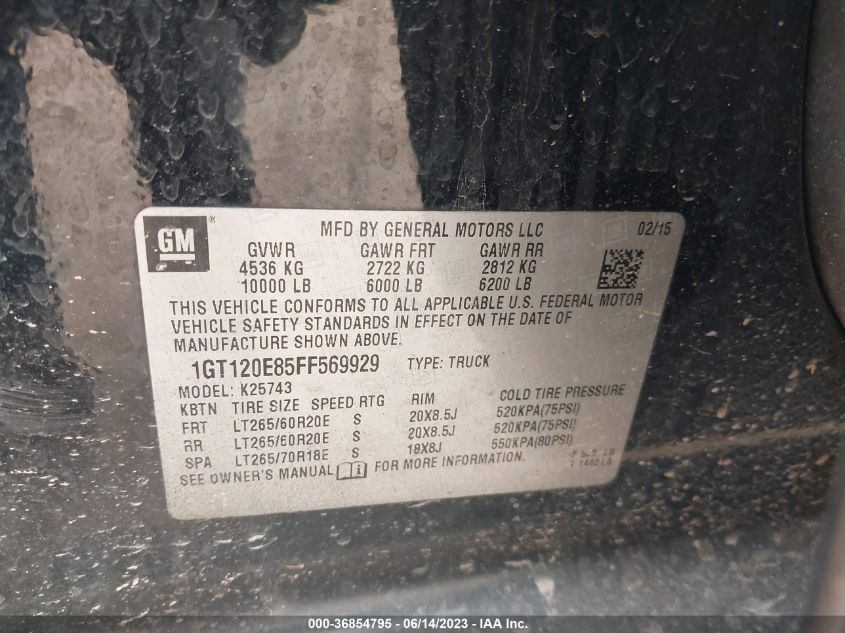 GM ®
MFD BY GENERAL MOTORS LLC 02/15
GVWR GAWR FRT GAWR RR
4536 KG 2722 KG 2812 KG
10000 LB 6000 LB 6200 LB
THIS VEHICLE CONFORMS TO ALL APPLICABLE U.S. FEDERAL MOTOR
VEHICLE SAFETY STANDARDS IN EFFECT ON THE DATE OF
MANUFACTURE SHOWN ABOVE.
1GT120E85FF569929 TYPE: TRUCK
MODEL: K25743
KBTN TIRE SIZE SPEED RTG RIM COLD TIRE PRESSURE
FRT LT265/60R20E S 20X8.5J 520KPA(75PSI)
RR LT265/60R20E S 20X8.5J 520KPA(75PSI)
SPA LT265/70R18E S 18X8J 550KPA(80PSI)
SEE OWNER'S MANUAL FOR MORE INFORMATION.
000-36854795 - 06/14/2023 -